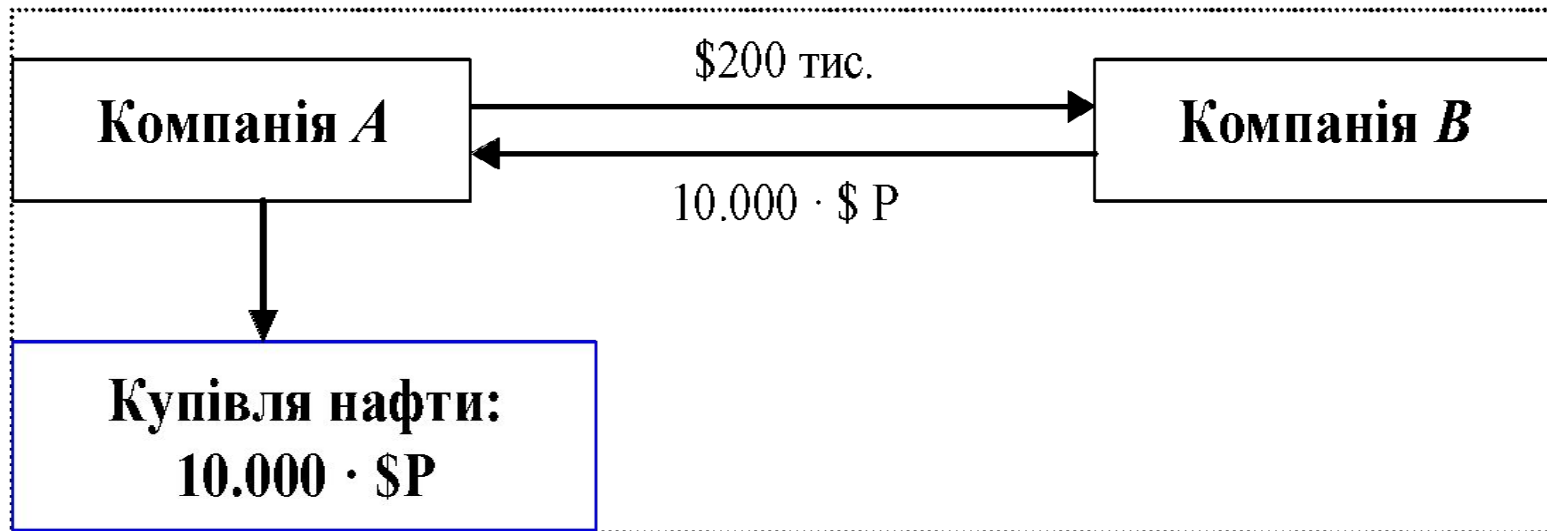 $200 тис.
Компанія A
Компанія B
10.000 · $ P
Купівля нафти:
10.000 · $P